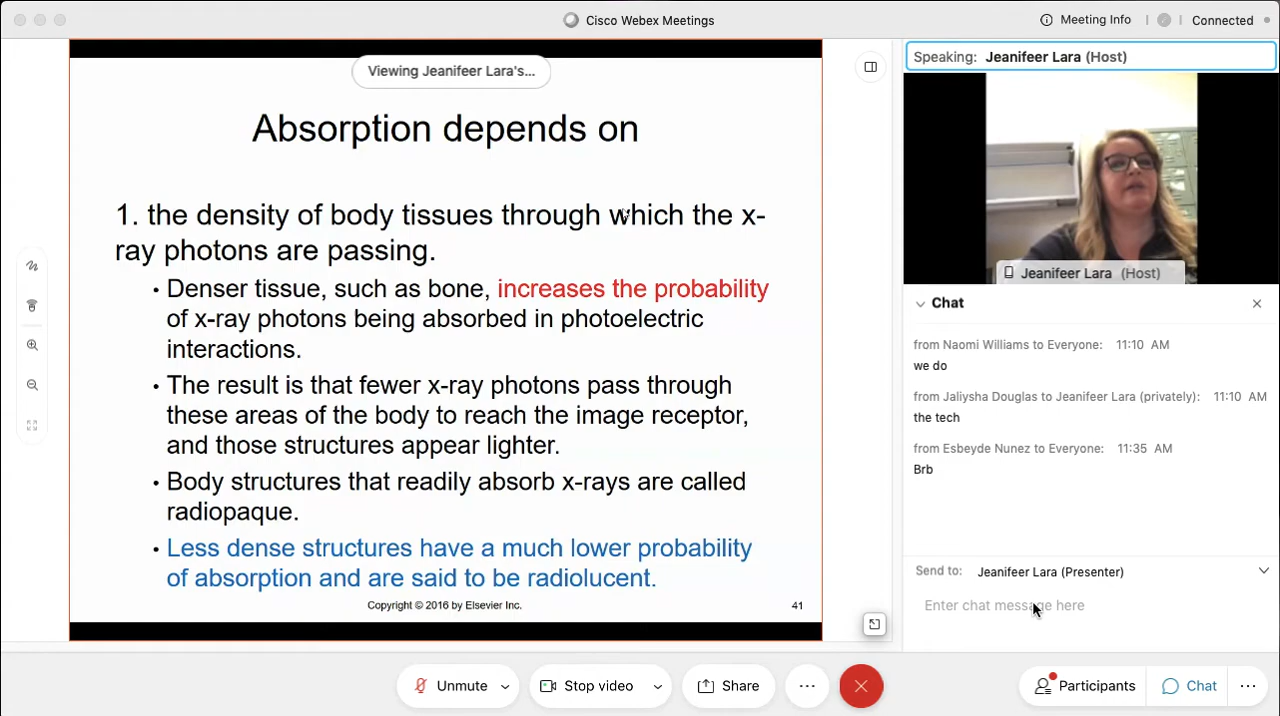 Cisco Webex Meetings
Meeting Info
Connected
Viewing Jeanifeer Lara's...
Absorption depends on
1. the density of body tissues through which the x-
ray photons are passing.
• Denser tissue, such as bone, increases the probability
of x-ray photons being absorbed in photoelectric
interactions.
• The result is that fewer x-ray photons pass through
these areas of the body to reach the image receptor,
and those structures appear lighter.
• Body structures that readily absorb x-rays are called
radiopaque.
• Less dense structures have a much lower probability
of absorption and are said to be radiolucent.
Copyright © 2016 by Elsevier Inc.
41
Speaking: Jeanifeer Lara (Host)
Jeanifeer Lara (Host)
Chat
from Naomi Williams to Everyone: 11:10 AM
we do
from Jaliysha Douglas to Jeanifeer Lara (privately): 11:10 AM
the tech
from Esbeyde Nunez to Everyone: 11:35 AM
Brb
Send to: Jeanifeer Lara (Presenter)
Enter chat message here
Unmute
Stop video
Share
Participants
Chat